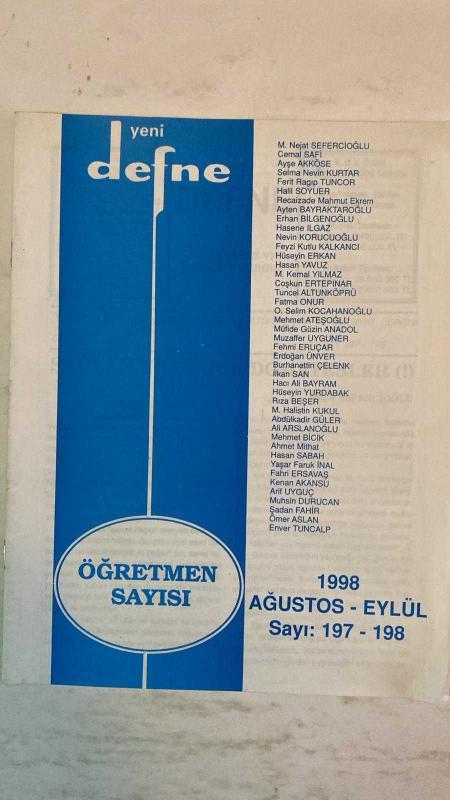 yeni
defne
M. Nejat SEFERCİOĞLU
Cemal SAFİ
Ayşe AKKÖSE
Selma Nevin KURTAR
Ferit Ragıp TUNCOR
Halil SOYUER
Recaizade Mahmut Ekrem
Ayten BAYRAKTAROĞLU
Erhan BİLGENOĞLU
Hasene ILGAZ
Nevin KORUCUOĞLU
Feyzi Kutlu KALKANCI
Hüseyin ERKAN
Hasan YAVUZ
M. Kemal YILMAZ
Coşkun ERTEPINAR
Tuncel ALTUNKÖPRÜ
Fatma ONUR
O. Selim KOCAHANOĞLU
Mehmet ATEŞOĞLU
Müfide Güzin ANADOL
Muzaffer UYGUNER
Fehmi ERUÇAR
Erdoğan ÜNVER
Burhanettin ÇELENK
İlkan SAN
Hacı Ali BAYRAM
Hüseyin YURDABAK
Rıza BEŞER
M. Halistin KUKUL
Abdülkadir GÜLER
Ali ARSLANOĞLU
Mehmet BİCİK
Ahmet Mithat
Hasan SABAH
Yaşar Faruk İNAL
Fahri ERSAVAŞ
Kenan AKANSU
Arif UYGUÇ
Muhsin DURUCAN
Şadan FAHİR
Ömer ASLAN
Enver TUNCALP
ÖĞRETMEN
SAYISI
1998
AĞUSTOS - EYLÜL
Sayı: 197 - 198